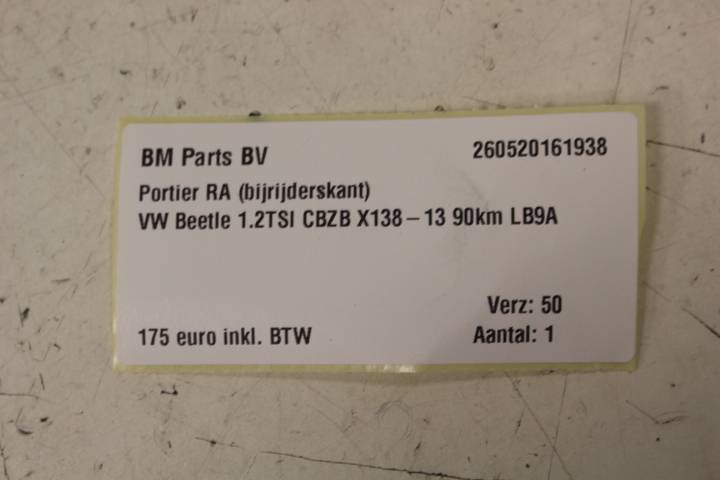 BM Parts BV 260520161938
Portier RA (bijrijderskant)
VW Beetle 1.2TSI CBZB X138-13 90km LB9A
Verz: 50
175 euro inkl. BTW Aantal: 1